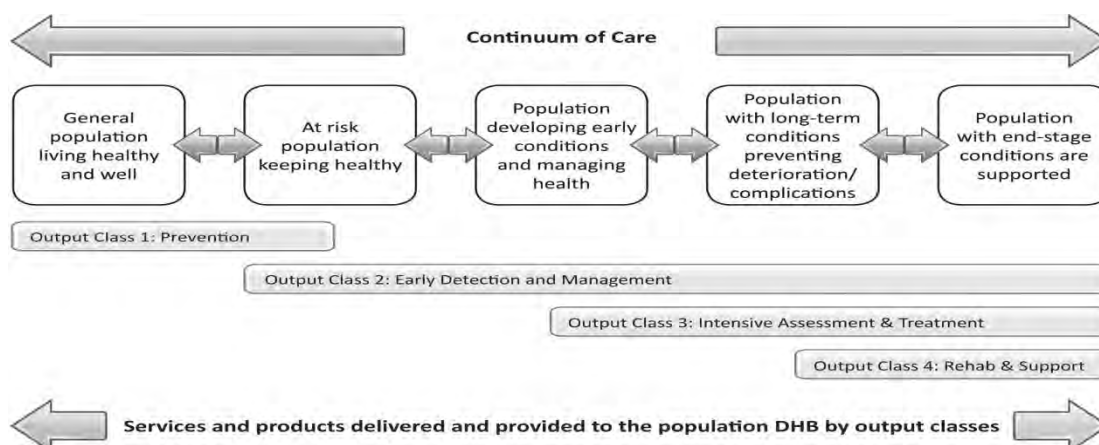 Continuum of Care
General
population
living healthy
and well
At risk
population
keeping healthy
Population
developing early
conditions
and managing
health
Population
with long-term
conditions
preventing
deterioration/
complications
Population
with end-stage
conditions are
supported
Output Class 1: Prevention
Output Class 2: Early Detection and Management
Output Class 3: Intensive Assessment & Treatment
Output Class 4: Rehab & Support
Services and products delivered and provided to the population DHB by output classes